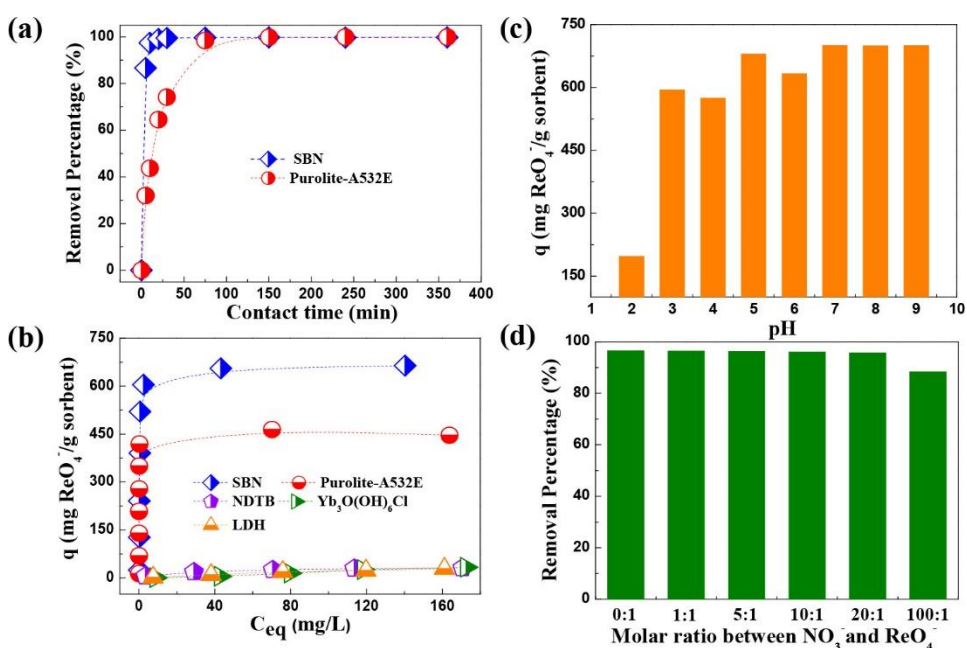 (a)
Removel Percentage (%)
100
80
60
40
20
0
SBN
Purolite-A532E
0 50 100 150 200 250 300 350 400
Contact time (min)
(b)
q (mg ReO₄⁻/g sorbent)
750
600
450
300
150
0
SBN Purolite-A532E
NDTB Yb₃O(OH)₆Cl
LDH
0 40 80 120 160
Cₑq (mg/L)
(c)
q (mg ReO₄⁻/g sorbent)
750
600
450
300
150
1 2 3 4 5 6 7 8 9 10
pH
(d)
Removal Percentage (%)
100
80
60
40
20
0
0:1 1:1 5:1 10:1 20:1 100:1
Molar ratio between NO₃⁻ and ReO₄⁻